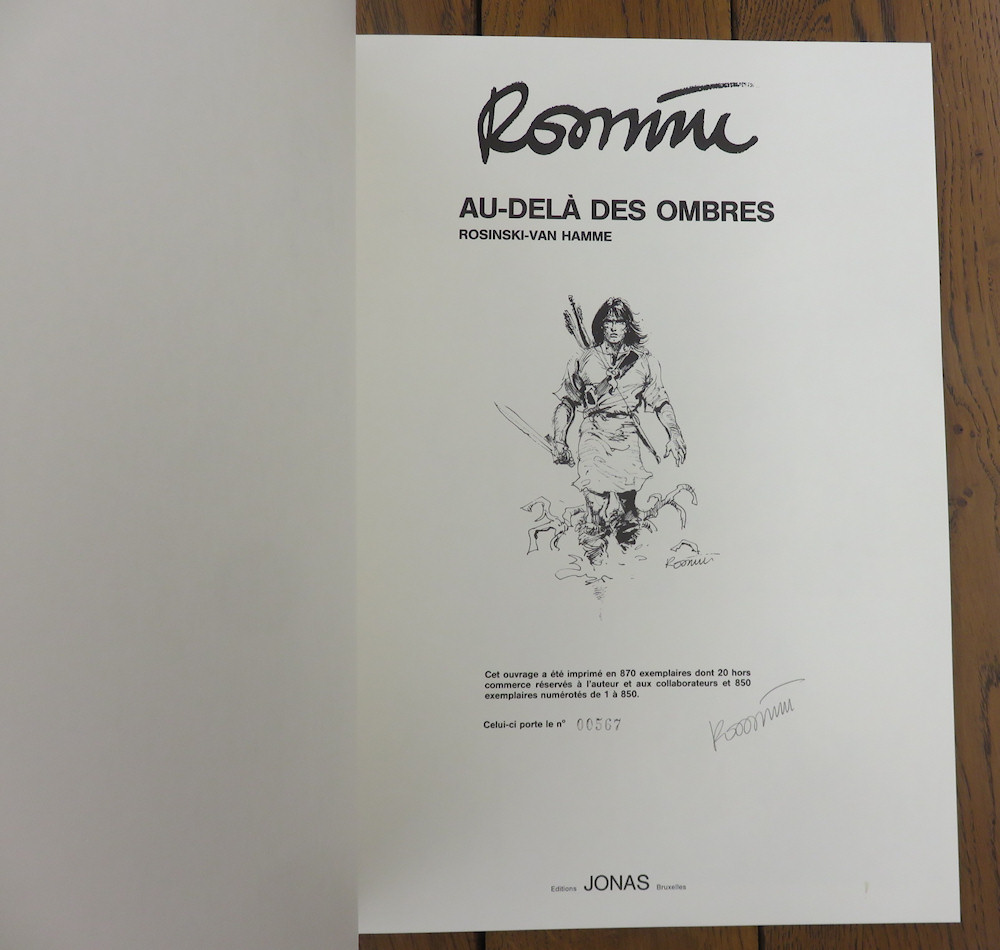 Rosinski
AU-DELÀ DES OMBRES
ROSINSKI-VAN HAMME
Rosinski
Cet ouvrage a été imprimé en 870 exemplaires dont 20 hors
commerce réservés à l'auteur et aux collaborateurs et 850
exemplaires numérotés de 1 à 850.
Celui-ci porte le n° 00567
Rosinski
Editions JONAS Bruxelles